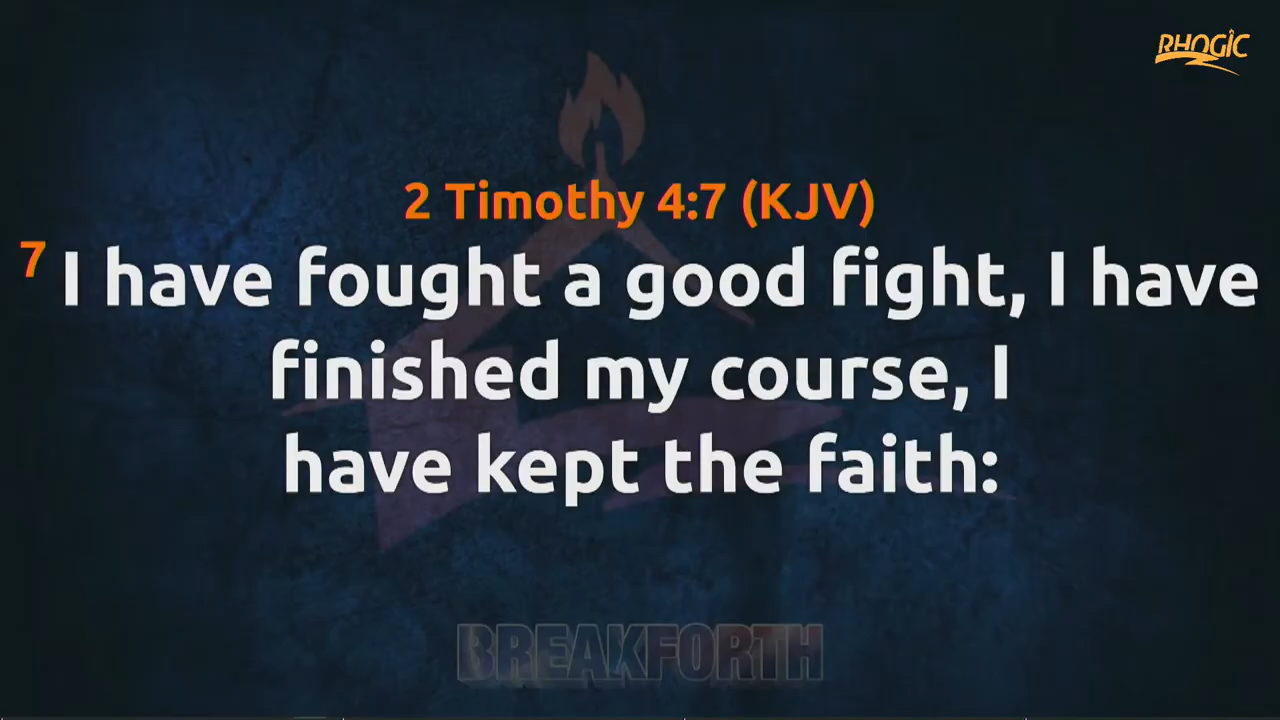 RHOGIC
2 Timothy 4:7 (KJV)
7 I have fought a good fight, I have
finished my course, I
have kept the faith:
BREAKFORTH